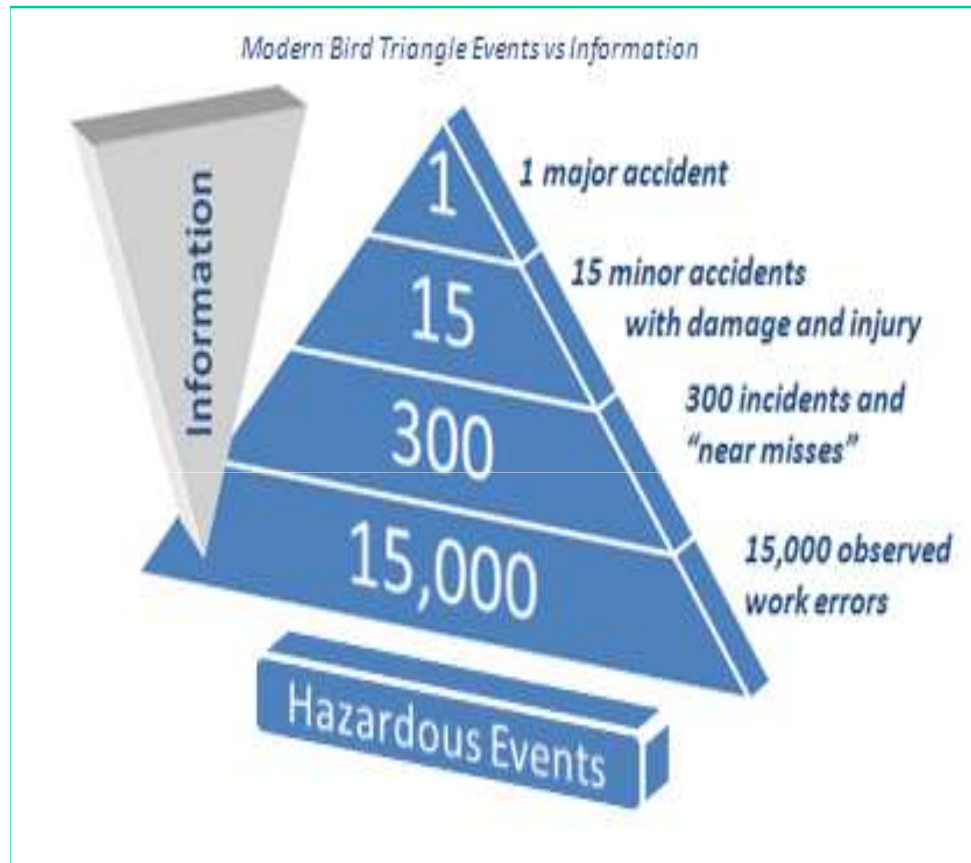 Modern Bird Triangle Events vs Information
Information
1
1 major accident
15
15 minor accidents
with damage and injury
300
300 incidents and
“near misses”
15,000
15,000 observed
work errors
Hazardous Events